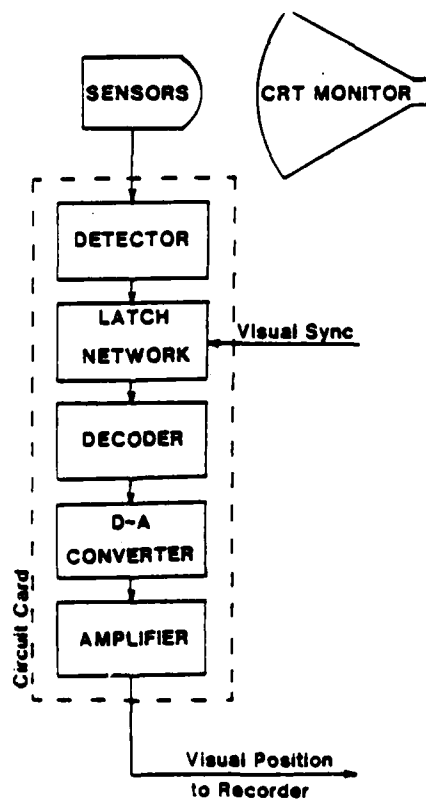 SENSORS
CRT MONITOR
DETECTOR
LATCH
NETWORK
Visual Sync
DECODER
D-A
CONVERTER
AMPLIFIER
Circuit Card
Visual Position
to Recorder